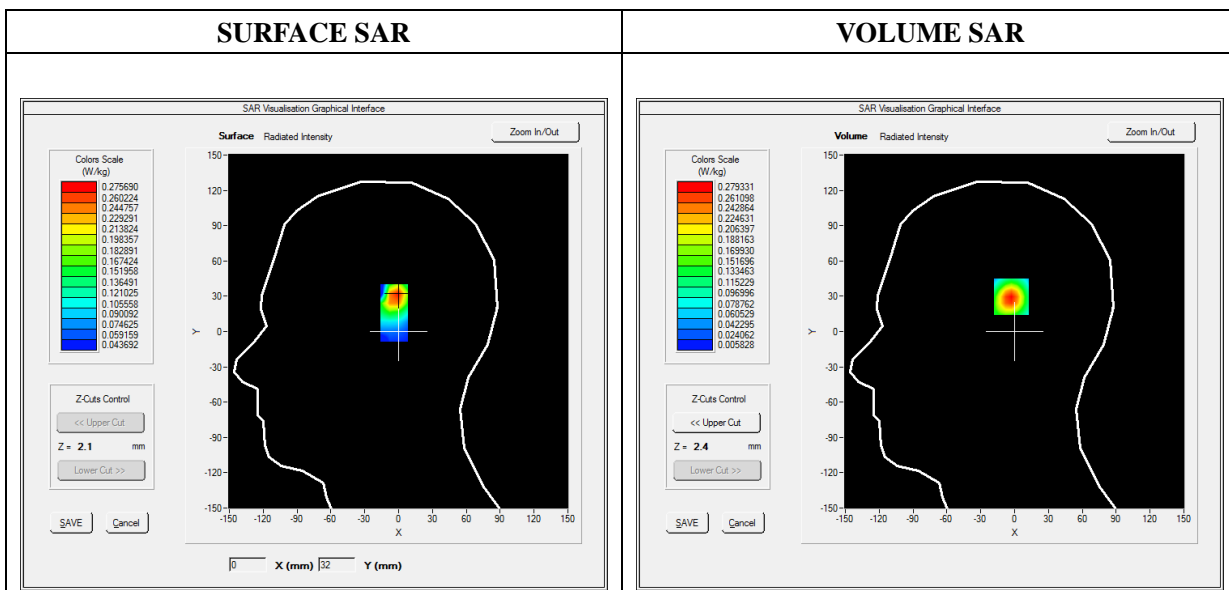 SURFACE SAR
VOLUME SAR
SAR Visualisation Graphical Interface
Surface Radiated Intensity
Zoom In/Out
Colors Scale
(W/kg)
0.275690
0.260224
0.244757
0.229291
0.213824
0.198357
0.182891
0.167424
0.151958
0.136491
0.121025
0.105558
0.090092
0.074625
0.059159
0.043692
Z-Cuts Control
<< Upper Cut
Z = 2.1 mm
Lower Cut >>
SAVE Cancel
150
120
90
60
30
0
-30
-60
-90
-120
-150
Y
-150 -120 -90 -60 -30 0 30 60 90 120 150
X
0 X (mm) 32 Y (mm)
SAR Visualisation Graphical Interface
Volume Radiated Intensity
Zoom In/Out
Colors Scale
(W/kg)
0.279331
0.261098
0.242864
0.224631
0.206397
0.188163
0.169930
0.151696
0.133463
0.115229
0.096996
0.078762
0.060529
0.042295
0.024062
0.005828
Z-Cuts Control
<< Upper Cut
Z = 2.4 mm
Lower Cut >>
SAVE Cancel
150
120
90
60
30
0
-30
-60
-90
-120
-150
Y
-150 -120 -90 -60 -30 0 30 60 90 120 150
X